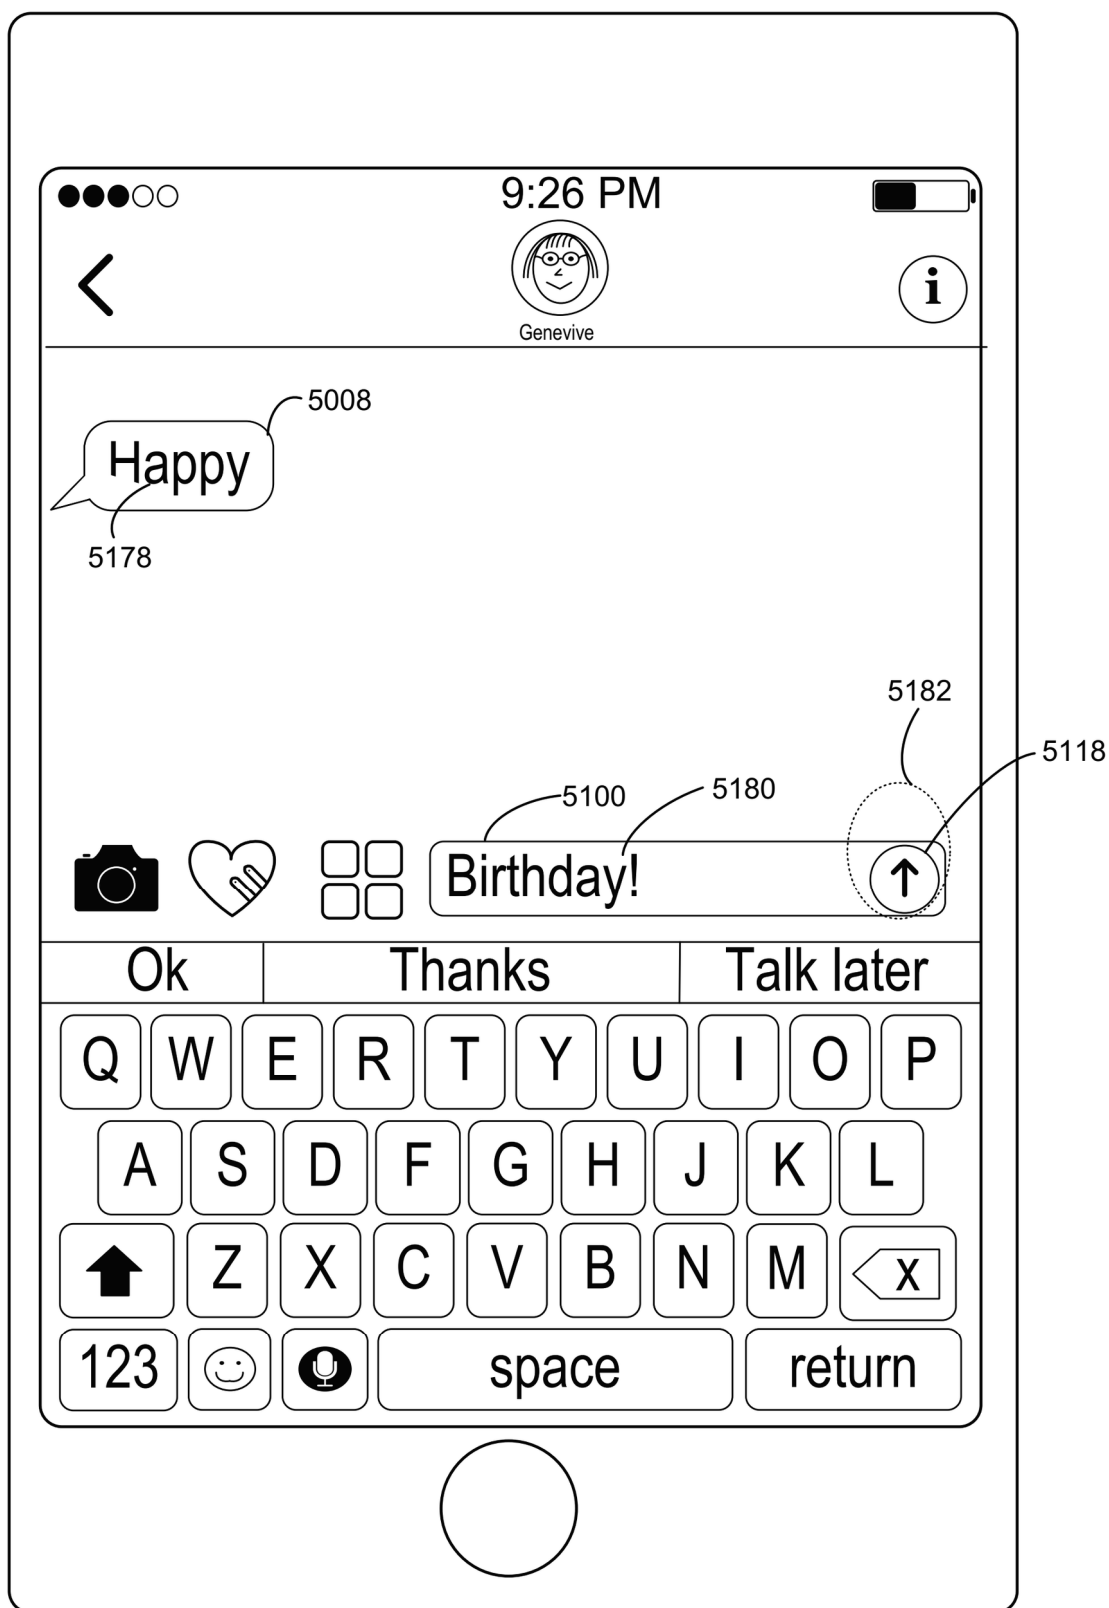 9:26 PM
i
Genevive
5008
Happy
5178
5182
5118
5100
5180
Birthday!
Ok Thanks Talk later
Q W E R T Y U I O P
A S D F G H J K L
Z X C V B N M X
123 space return